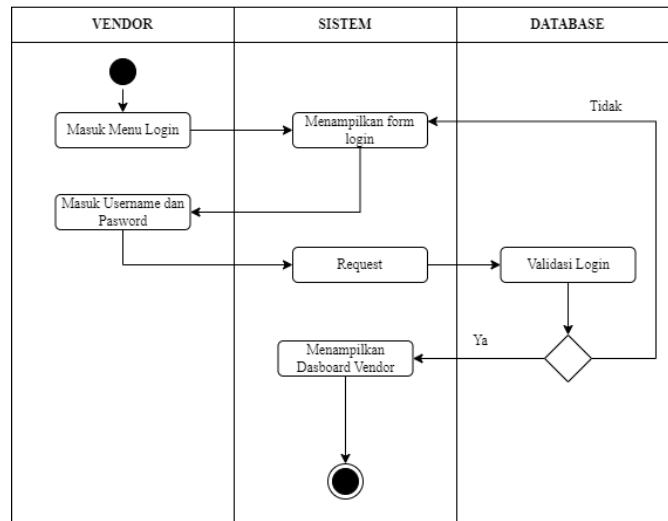 VENDOR
SISTEM
DATABASE
Tidak
Masuk Menu Login
Menampilkan form
login
Masuk Username dan
Pasword
Request
Validasi Login
Ya
Menampilkan
Dasboard Vendor